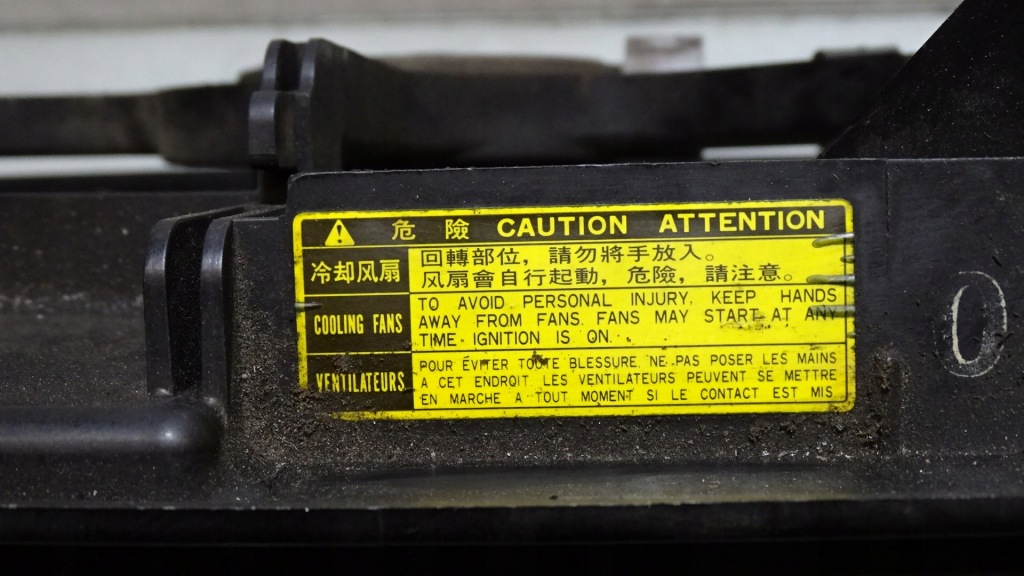 危 險 CAUTION ATTENTION
冷却风扇
回轉部位，請勿將手放入。
风扇會自行起動，危險，請注意。
COOLING FANS
TO AVOID PERSONAL INJURY, KEEP HANDS
AWAY FROM FANS. FANS MAY START AT ANY
TIME IGNITION IS ON.
VENTILATEURS
POUR ÉVITER TOUTE BLESSURE, NE PAS POSER LES MAINS
A CET ENDROIT. LES VENTILATEURS PEUVENT SE METTRE
EN MARCHE A TOUT MOMENT SI LE CONTACT EST MIS
0